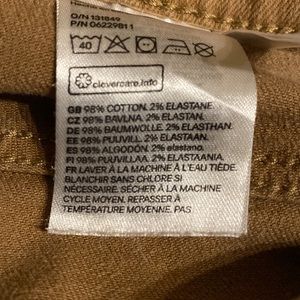 O/N 131849
P/N 06229811
40
clevercare.info
GB 98% COTTON, 2% ELASTANE
CZ 98% BAVLNA, 2% ELASTAN
DE 98% BAUMWOLLE, 2% ELASTHAN
EE 98% PUUVILL, 2% ELASTAAN
ES 98% ALGODÓN, 2% elastano.
FI 98% PUUVILLAA, 2% ELASTAANIA
FR LAVER À LA MACHINE À L'EAU TIÈDE.
BLANCHIR SANS CHLORE SI
NÉCESSAIRE. SÉCHER À LA MACHINE
CYCLE MOYEN. REPASSER À
TEMPÉRATURE MOYENNE. PAS